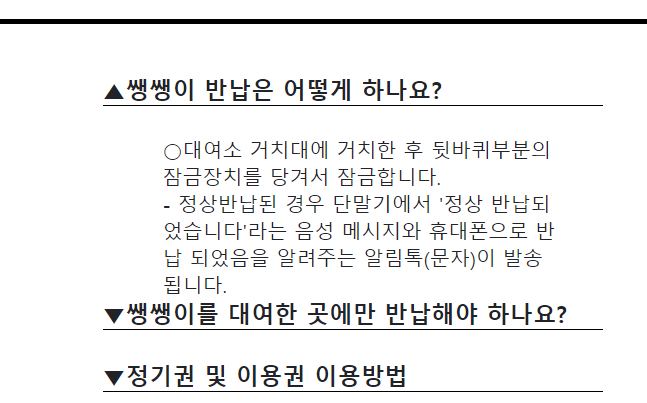 ▲쌩쌩이 반납은 어떻게 하나요?
○대여소 거치대에 거치한 후 뒷바퀴부분의
잠금장치를 당겨서 잠금합니다.
- 정상반납된 경우 단말기에서 '정상 반납되
었습니다'라는 음성 메시지와 휴대폰으로 반
납 되었음을 알려주는 알림톡(문자)이 발송
됩니다.
▼쌩쌩이를 대여한 곳에만 반납해야 하나요?
▼정기권 및 이용권 이용방법